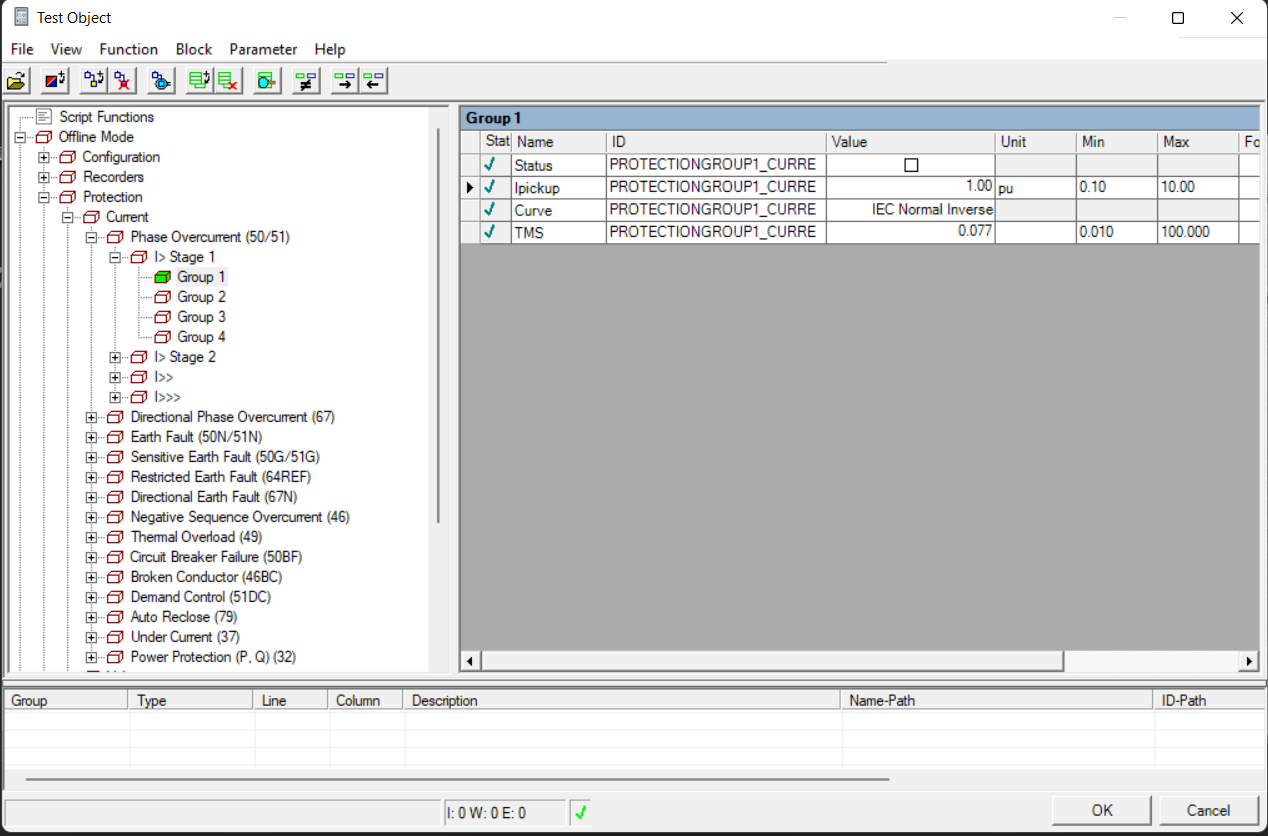 Test Object
File View Function Block Parameter Help
Script Functions
Offline Mode
Configuration
Recorders
Protection
Current
Phase Overcurrent (50/51)
I> Stage 1
Group 1
Group 2
Group 3
Group 4
I> Stage 2
I>>
I>>>
Directional Phase Overcurrent (67)
Earth Fault (50N/51N)
Sensitive Earth Fault (50G/51G)
Restricted Earth Fault (64REF)
Directional Earth Fault (67N)
Negative Sequence Overcurrent (46)
Thermal Overload (49)
Circuit Breaker Failure (50BF)
Broken Conductor (46BC)
Demand Control (51DC)
Auto Reclose (79)
Under Current (37)
Power Protection (P, Q) (32)
Group 1
Stat Name ID Value Unit Min Max Fo
Status PROTECTIONGROUP1_CURRE
Ipickup PROTECTIONGROUP1_CURRE 1.00 pu 0.10 10.00
Curve PROTECTIONGROUP1_CURRE IEC Normal Inverse
TMS PROTECTIONGROUP1_CURRE 0.077 0.010 100.000
Group Type Line Column Description Name-Path ID-Path
I: 0 W: 0 E: 0
OK Cancel